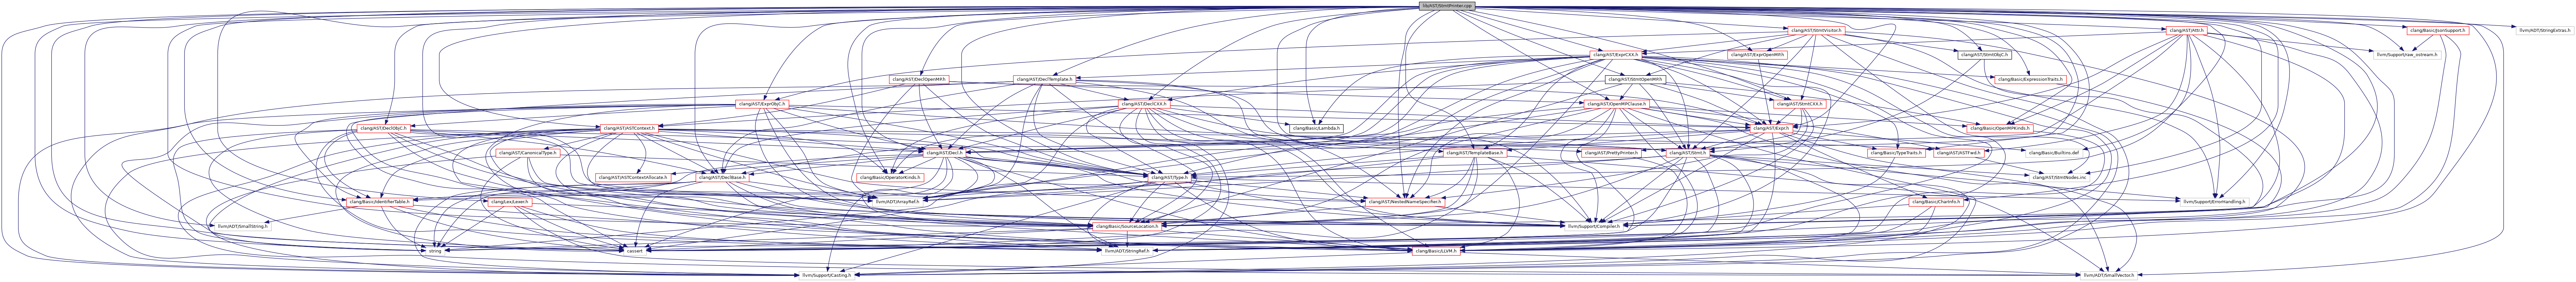 lib/AST/StmtPrinter.cpp
clang/AST/StmtVisitor.h
clang/AST/Attr.h
clang/Basic/JsonSupport.h
llvm/ADT/StringExtras.h
clang/AST/ExprCXX.h
clang/AST/ExprOpenMP.h
clang/AST/StmtObjC.h
llvm/Support/raw_ostream.h
clang/AST/DeclOpenMP.h
clang/AST/DeclTemplate.h
clang/AST/StmtOpenMP.h
clang/Basic/ExpressionTraits.h
clang/AST/ExprObjC.h
clang/AST/DeclCXX.h
clang/AST/OpenMPClause.h
clang/AST/StmtCXX.h
clang/AST/DeclObjC.h
clang/AST/ASTContext.h
clang/Basic/Lambda.h
clang/AST/Expr.h
clang/Basic/OpenMPKinds.h
clang/AST/CanonicalType.h
clang/AST/Decl.h
clang/AST/TemplateBase.h
clang/AST/PrettyPrinter.h
clang/AST/Stmt.h
clang/Basic/TypeTraits.h
clang/AST/ASTFwd.h
clang/Basic/Builtins.def
clang/AST/ASTContextAllocate.h
clang/AST/DeclBase.h
clang/Basic/OperatorKinds.h
clang/AST/Type.h
clang/AST/StmtNodes.inc
clang/Basic/IdentifierTable.h
clang/Lex/Lexer.h
llvm/ADT/ArrayRef.h
clang/AST/NestedNameSpecifier.h
clang/Basic/CharInfo.h
llvm/Support/ErrorHandling.h
llvm/ADT/SmallString.h
clang/Basic/SourceLocation.h
llvm/Support/Compiler.h
string
cassert
llvm/ADT/StringRef.h
clang/Basic/LLVM.h
llvm/Support/Casting.h
llvm/ADT/SmallVector.h